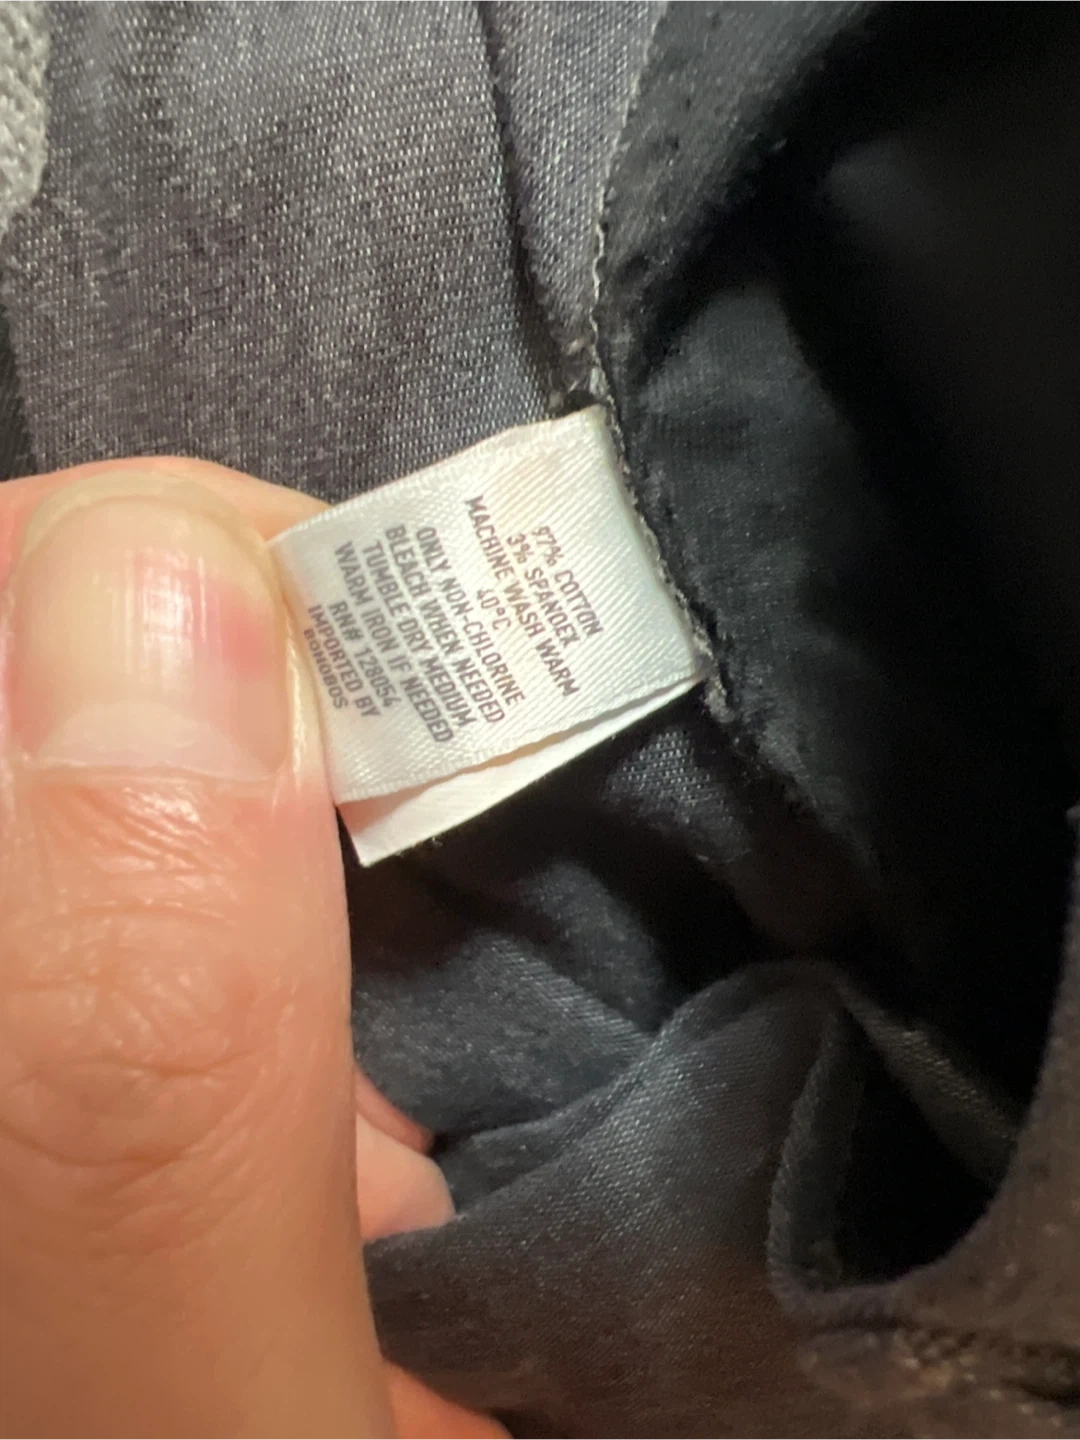 97% COTTON
3% SPANDEX
MACHINE WASH WARM
40°C
ONLY NON-CHLORINE
BLEACH WHEN NEEDED
TUMBLE DRY MEDIUM
WARM IRON IF NEEDED
RN# 128054
IMPORTED BY
BONOBOS